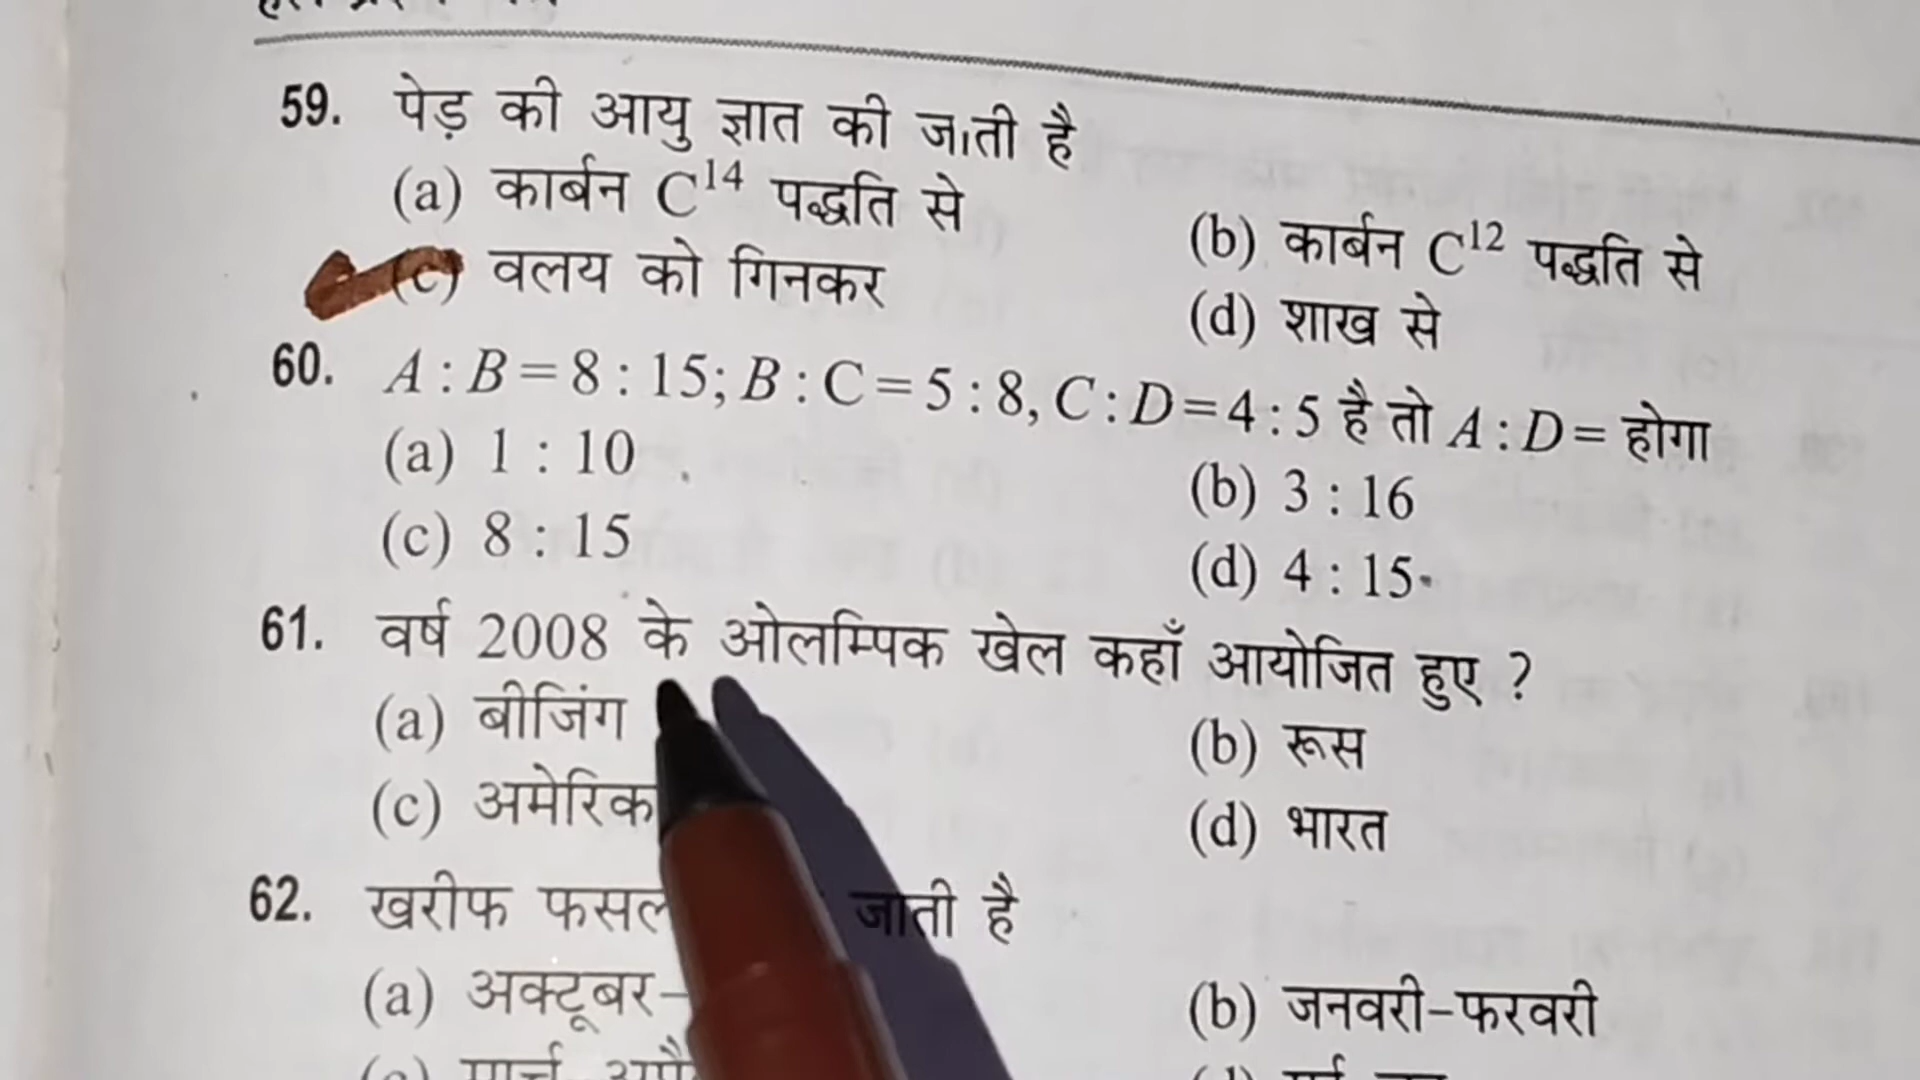 59. पेड़ की आयु ज्ञात की जाती है
(a) कार्बन C¹⁴ पद्धति से
(b) कार्बन C¹² पद्धति से
(c) वलय को गिनकर
(d) शाख से
60. A : B = 8 : 15; B : C = 5 : 8, C : D = 4 : 5 है तो A : D = होगा
(a) 1 : 10
(b) 3 : 16
(c) 8 : 15
(d) 4 : 15
61. वर्ष 2008 के ओलम्पिक खेल कहाँ आयोजित हुए ?
(a) बीजिंग
(b) रूस
(c) अमेरिक
(d) भारत
62. खरीफ फसल जाती है
(a) अक्टूबर–
(b) जनवरी–फरवरी